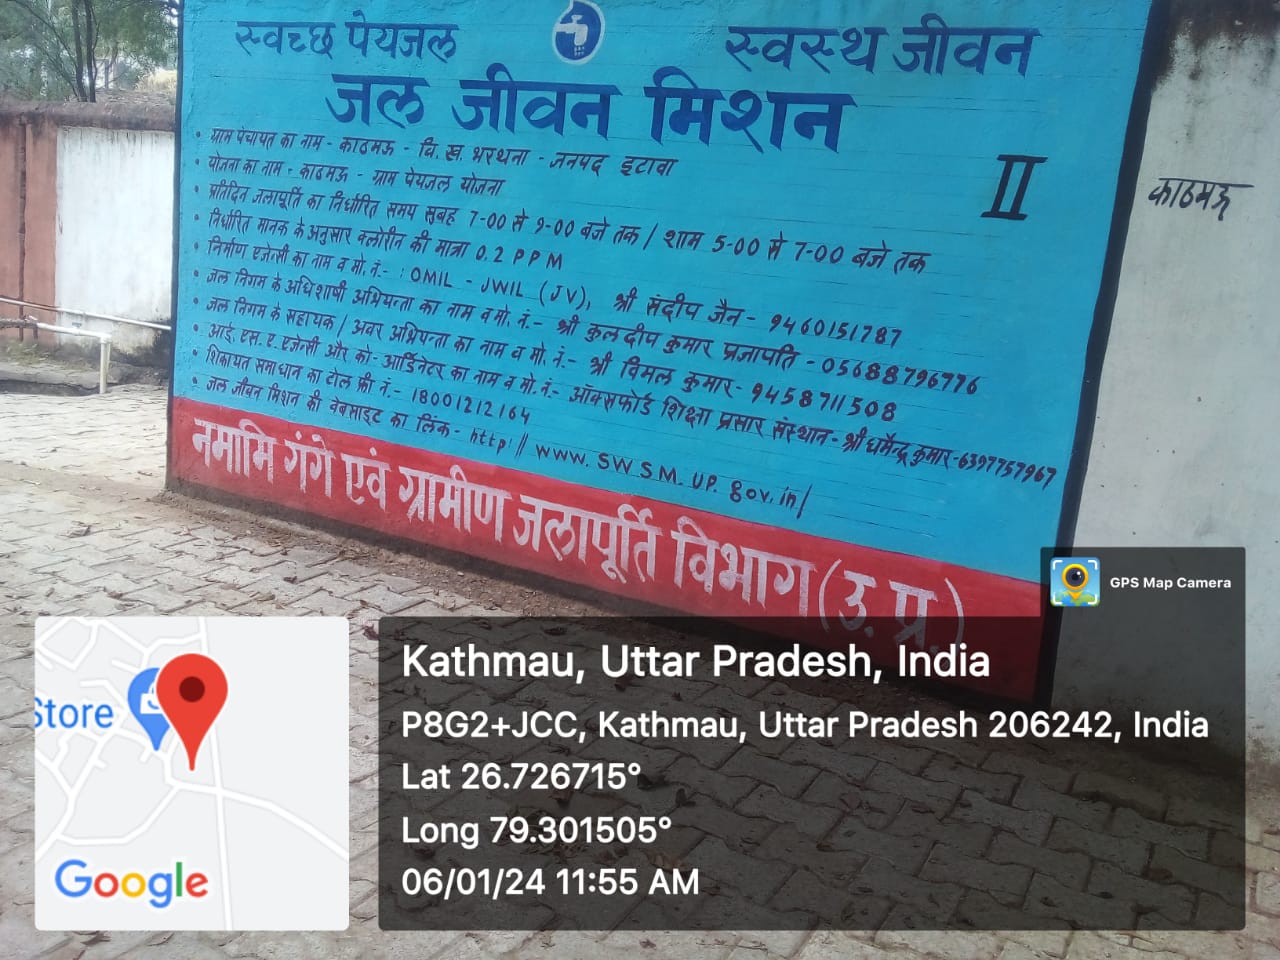 स्वच्छ पेयजल
स्वस्थ जीवन
जल जीवन मिशन
• ग्राम पंचायत का नाम - काठमऊ - वि. ख. भरथना - जनपद इटावा
• योजना का नाम - काठमऊ - ग्राम पेयजल योजना
• प्रतिदिन जलापूर्ति का निर्धारित समय सुबह 7-00 से 9-00 बजे तक / शाम 5-00 से 7-00 बजे तक
• निर्धारित मानक के अनुसार क्लोरीन की मात्रा 0.2 PPM
• निर्माण एजेन्सी का नाम व मो. नं.- : OMIL - JWIL (JV), श्री संदीप जैन - 9460151787
• जल निगम के अधिशाषी अभियन्ता का नाम व मो. नं.- श्री कुलदीप कुमार प्रजापति - 05688796776
• जल निगम के सहायक / अवर अभियन्ता का नाम व मो. नं.- श्री विमल कुमार- 9458711508
• आई. एस. ए. एजेन्सी और को- आर्डिनेटर का नाम व मो. नं.- ऑक्सफोर्ड शिक्षा प्रसार संस्थान - श्री धर्मेन्द्र कुमार -6397757967
• शिकायत समाधान का टोल फ्री नं.- 18001212164
• जल जीवन मिशन की वेबसाइट का लिंक- http:// www. SWSM. UP. gov.in/
II
काठमऊ
नमामि गंगे एवं ग्रामीण जलापूर्ति विभाग (उ. प्र.)
GPS Map Camera
Store
Google
Kathmau, Uttar Pradesh, India
P8G2+JCC, Kathmau, Uttar Pradesh 206242, India
Lat 26.726715°
Long 79.301505°
06/01/24 11:55 AM